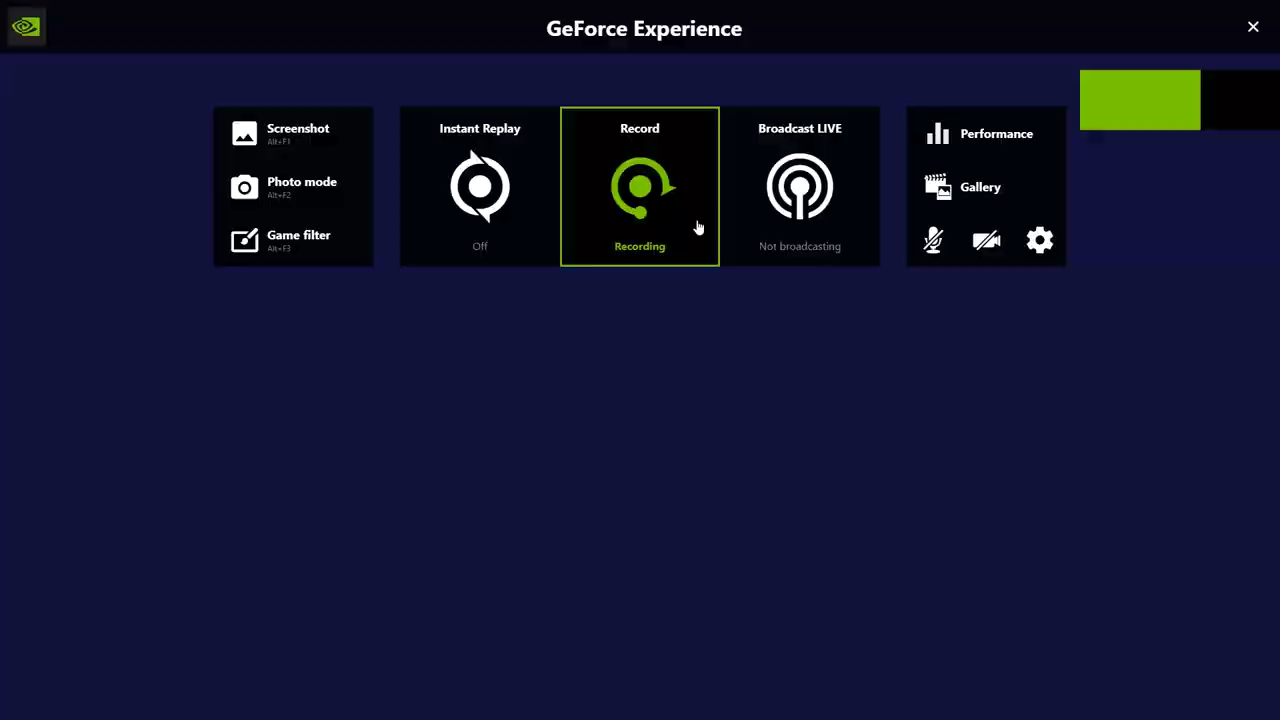 GeForce Experience
Screenshot
Alt+F1
Photo mode
Alt+F2
Game filter
Alt+F3
Instant Replay
Off
Record
Recording
Broadcast LIVE
Not broadcasting
Performance
Gallery